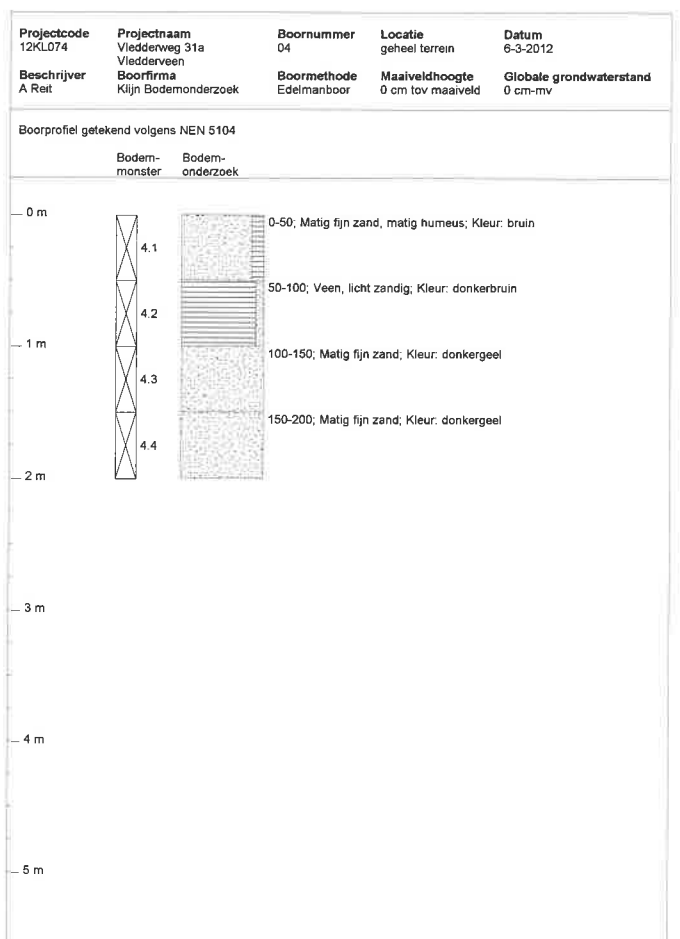 Projectcode Projectnaam Boornummer Locatie Datum
12KL074 Vledderweg 31a 04 geheel terrein 6-3-2012
Vledderveen
Beschrijver Boorfirma Boormethode Maaiveldhoogte Globale grondwaterstand
A Reit Klijn Bodemonderzoek Edelmanboor 0 cm tov maaiveld 0 cm-mv
Boorprofiel getekend volgens NEN 5104
Bodem- Bodem-
monster onderzoek
0 m
0-50; Matig fijn zand, matig humeus; Kleur: bruin
4.1
50-100; Veen, licht zandig; Kleur: donkerbruin
4.2
1 m
100-150; Matig fijn zand; Kleur: donkergeel
4.3
150-200; Matig fijn zand; Kleur: donkergeel
4.4
2 m
3 m
4 m
5 m